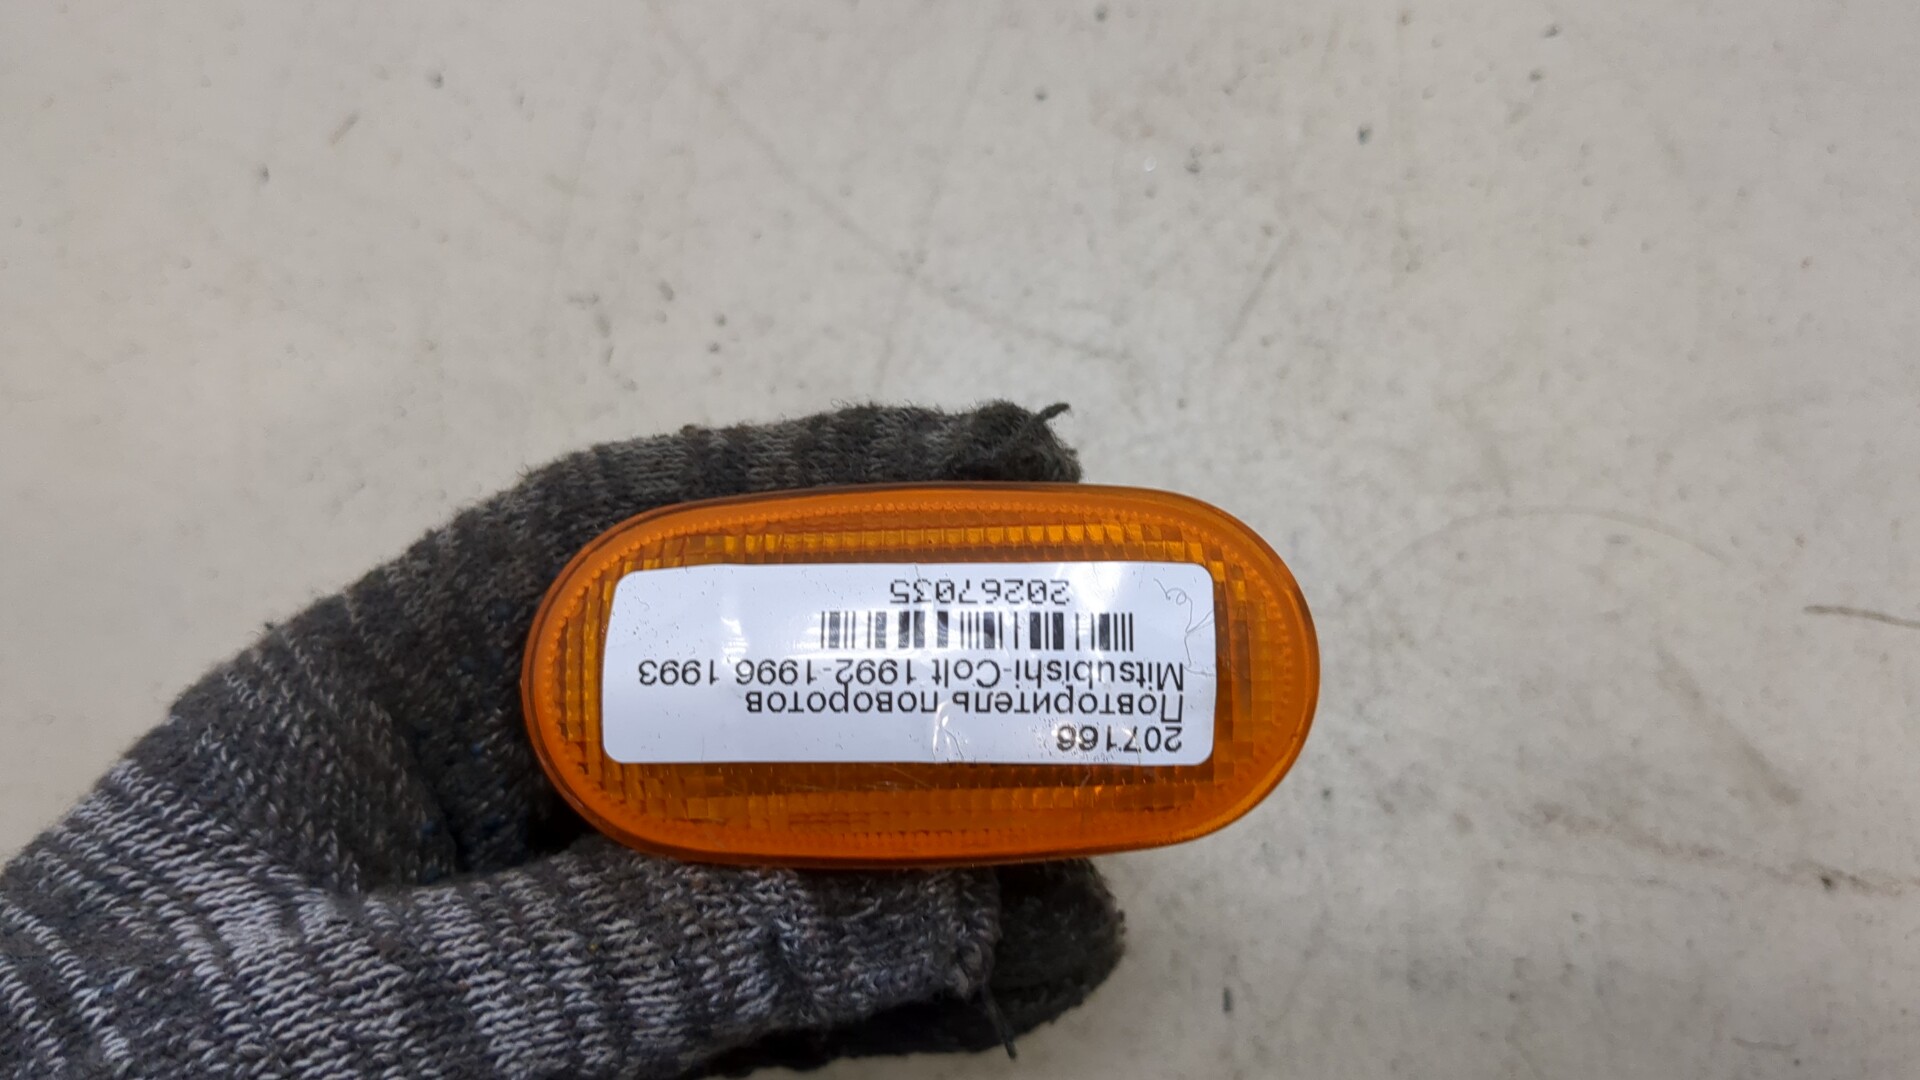 207166
Повторитель поворотов
Mitsubishi-Colt 1992-1996 1993
20267035